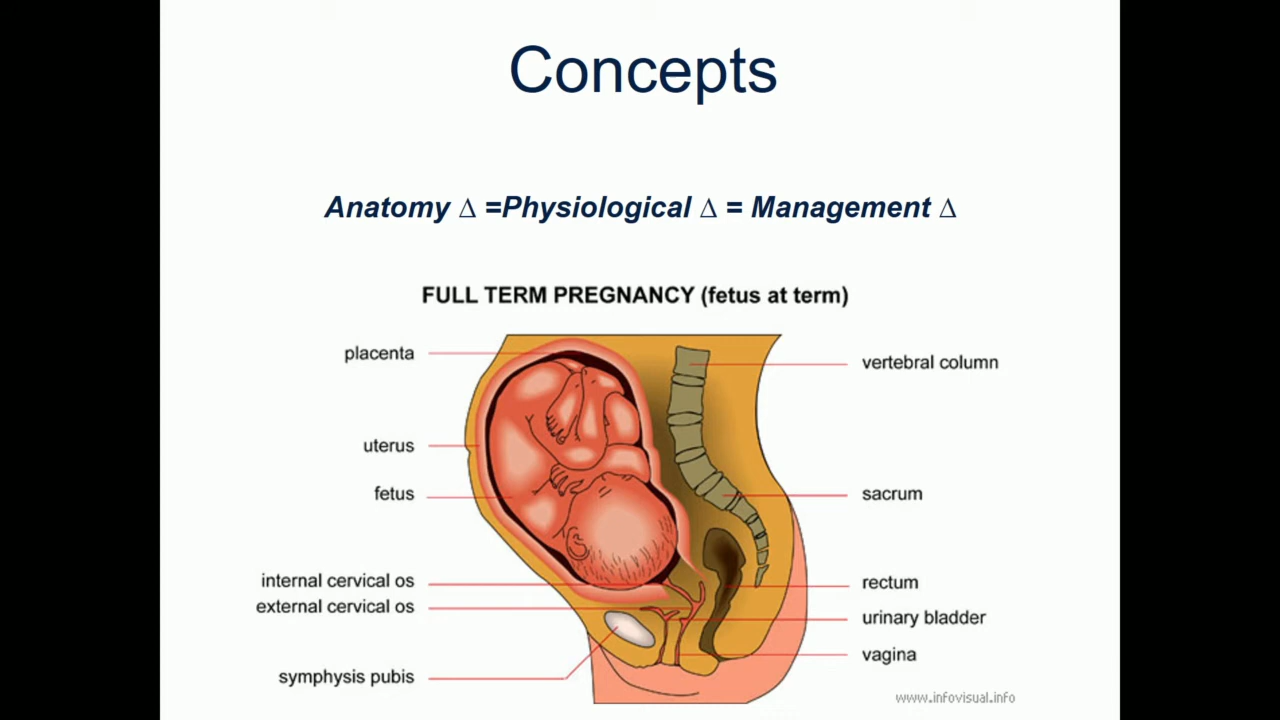 Concepts
Anatomy ∆ =Physiological ∆ = Management ∆
FULL TERM PREGNANCY (fetus at term)
placenta
uterus
fetus
internal cervical os
external cervical os
symphysis pubis
vertebral column
sacrum
rectum
urinary bladder
vagina
www.infovisual.info